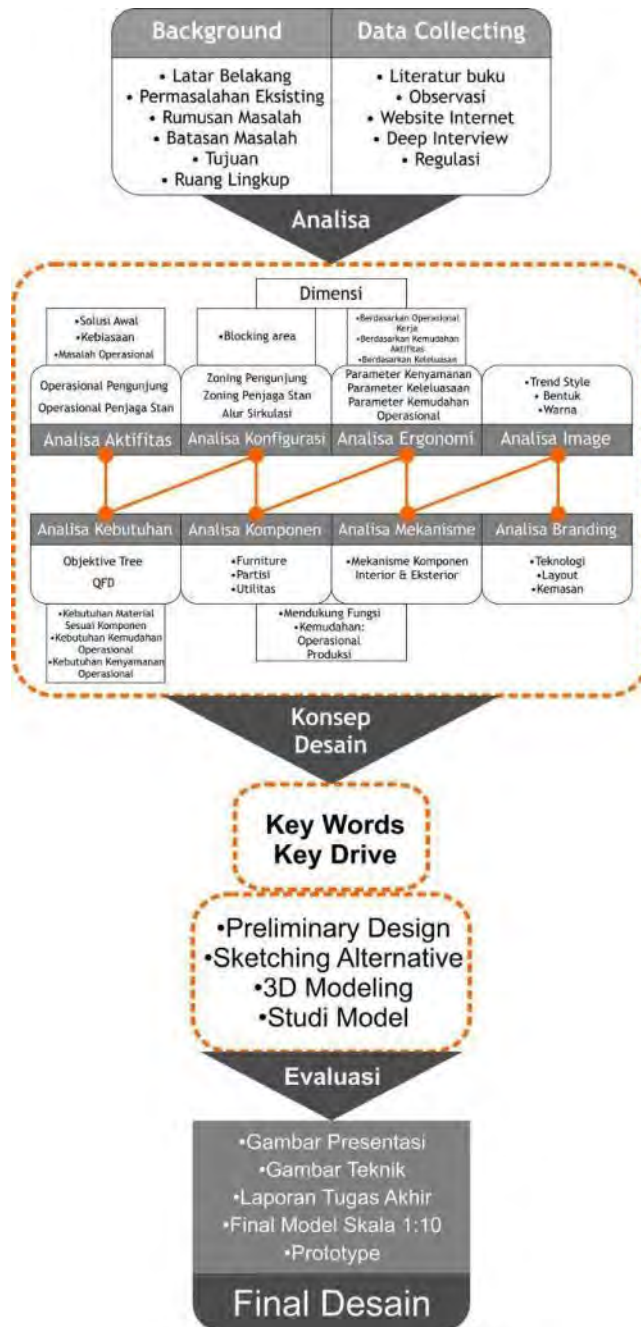 Background
• Latar Belakang
• Permasalahan Eksisting
• Rumusan Masalah
• Batasan Masalah
• Tujuan
• Ruang Lingkup
Data Collecting
• Literatur buku
• Observasi
• Website Internet
• Deep Interview
• Regulasi
Analisa
Dimensi
•Solusi Awal
•Kebiasaan
•Masalah Operasional
•Blocking area
•Berdasarkan Operasional
Kerja
•Berdasarkan Kemudahan
Aktifitas
•Berdasarkan Keleluasan
Operasional Pengunjung
Operasional Penjaga Stan
Zoning Pengunjung
Zoning Penjaga Stan
Alur Sirkulasi
Parameter Kenyamanan
Parameter Keleluasaan
Parameter Kemudahan
Operasional
•Trend Style
• Bentuk
•Warna
Analisa Aktifitas
Analisa Konfigurasi
Analisa Ergonomi
Analisa Image
Analisa Kebutuhan
Analisa Komponen
Analisa Mekanisme
Analisa Branding
Objektive Tree
QFD
•Furniture
•Partisi
•Utilitas
•Mekanisme Komponen
Interior & Eksterior
•Teknologi
•Layout
•Kemasan
•Kebutuhan Material
Sesuai Komponen
•Kebutuhan Kemudahan
Operasional
•Kebutuhan Kenyamanan
Operasional
•Mendukung Fungsi
•Kemudahan:
Operasional
Produksi
Konsep
Desain
Key Words
Key Drive
•Preliminary Design
•Sketching Alternative
•3D Modeling
•Studi Model
Evaluasi
•Gambar Presentasi
•Gambar Teknik
•Laporan Tugas Akhir
•Final Model Skala 1:10
•Prototype
Final Desain